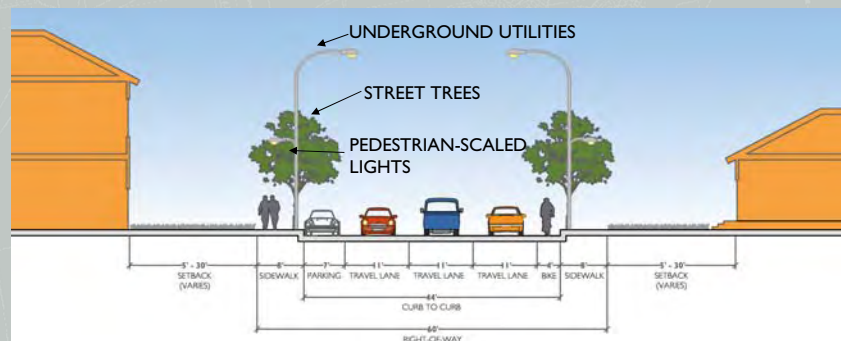 UNDERGROUND UTILITIES
STREET TREES
PEDESTRIAN-SCALED
LIGHTS
5' - 30' 8' 7' 11' 11' 11' 4' 8' 5' - 30'
SETBACK SIDEWALK PARKING TRAVEL LANE TRAVEL LANE TRAVEL LANE BIKE SIDEWALK SETBACK
(VARIES) (VARIES)
44'
CURB TO CURB
60'
RIGHT-OF-WAY